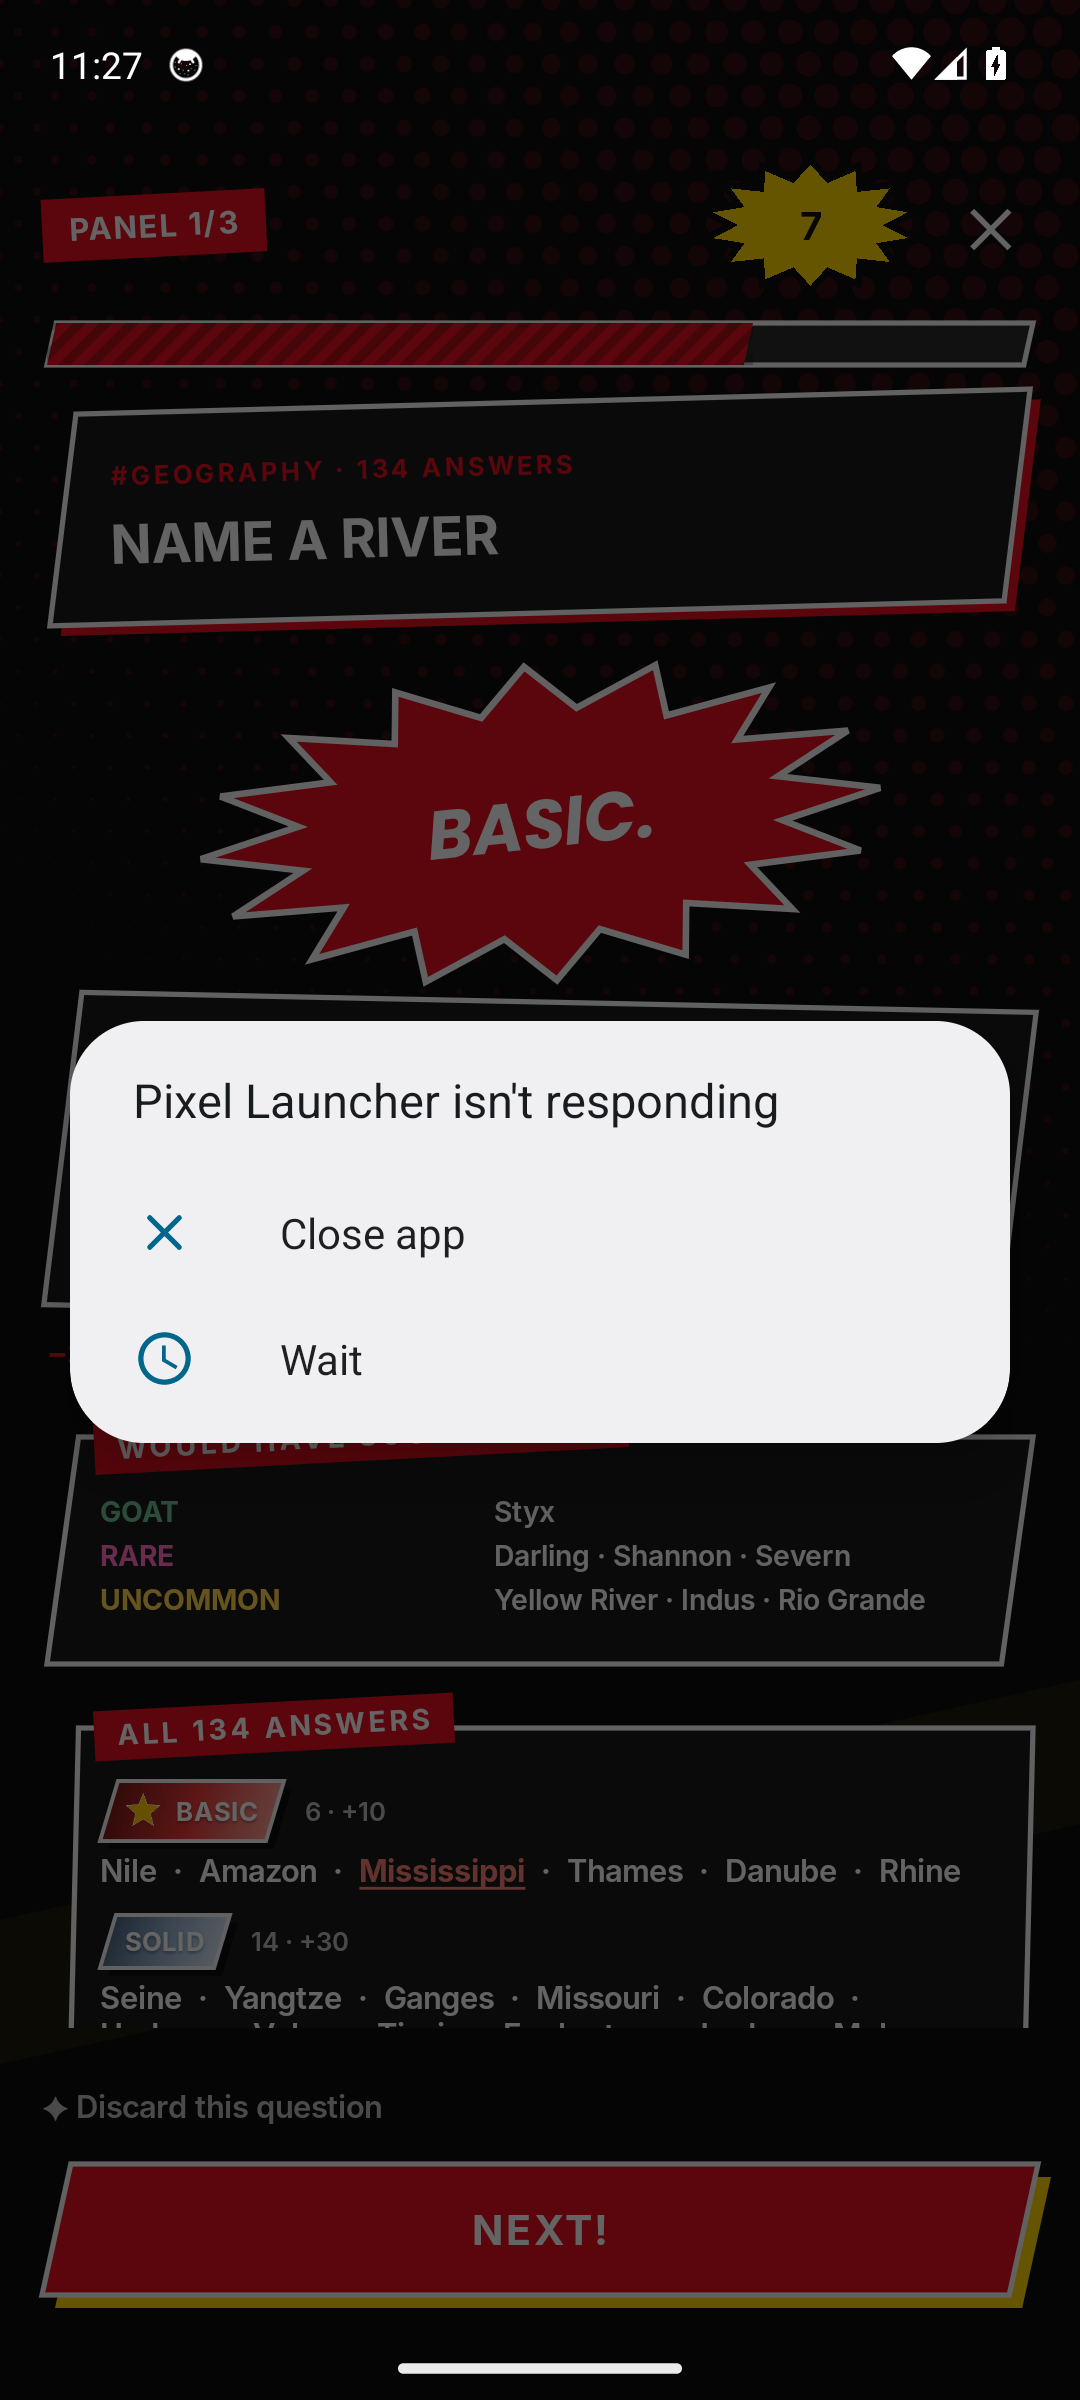 11:27
PANEL 1/3
7
#GEOGRAPHY · 134 ANSWERS
NAME A RIVER
BASIC.
Pixel Launcher isn't responding
Close app
Wait
WOULD HAVE
GOAT Styx
RARE Darling · Shannon · Severn
UNCOMMON Yellow River · Indus · Rio Grande
ALL 134 ANSWERS
BASIC 6 · +10
Nile · Amazon · Mississippi · Thames · Danube · Rhine
SOLID 14 · +30
Seine · Yangtze · Ganges · Missouri · Colorado ·
Discard this question
NEXT!